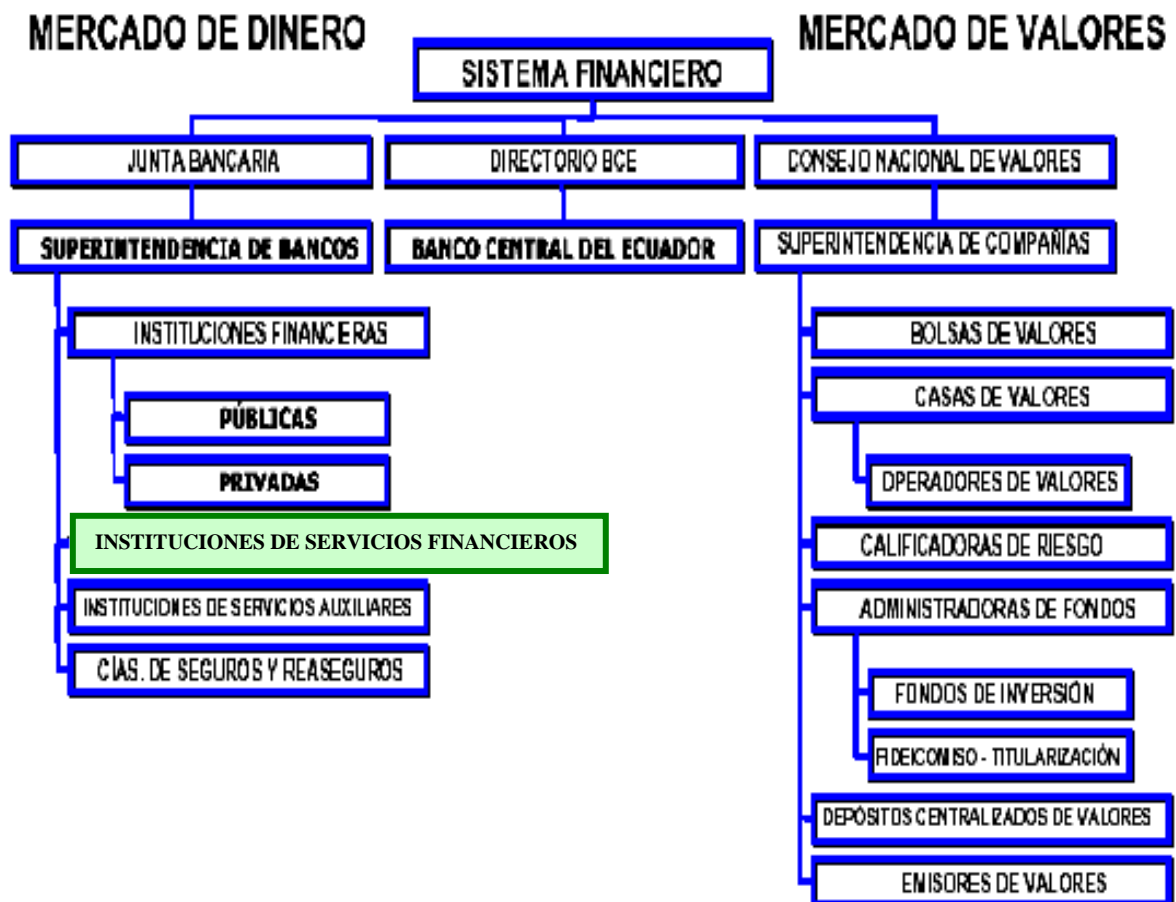 MERCADO DE DINERO
MERCADO DE VALORES
SISTEMA FINANCIERO
JUNTA BANCARIA
DIRECTORIO BCE
CONSEJO NACIONAL DE VALORES
SUPERINTENDENCIA DE BANCOS
BANCO CENTRAL DEL ECUADOR
SUPERINTENDENCIA DE COMPAÑÍAS
INSTITUCIONES FINANCIERAS
PÚBLICAS
PRIVADAS
INSTITUCIONES DE SERVICIOS FINANCIEROS
INSTITUCIONES DE SERVICIOS AUXILIARES
CÍAS. DE SEGUROS Y REASEGUROS
BOLSAS DE VALORES
CASAS DE VALORES
OPERADORES DE VALORES
CALIFICADORAS DE RIESGO
ADMINISTRADORAS DE FONDOS
FONDOS DE INVERSIÓN
FIDEICOMISO - TITULARIZACIÓN
DEPÓSITOS CENTRALIZADOS DE VALORES
EMISORES DE VALORES